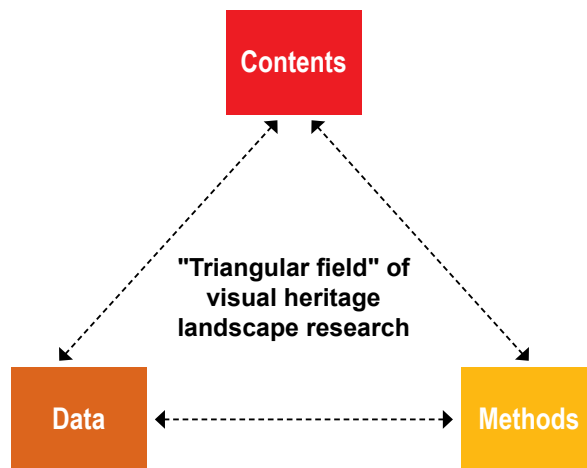 Contents
"Triangular field" of
visual heritage
landscape research
Data
Methods